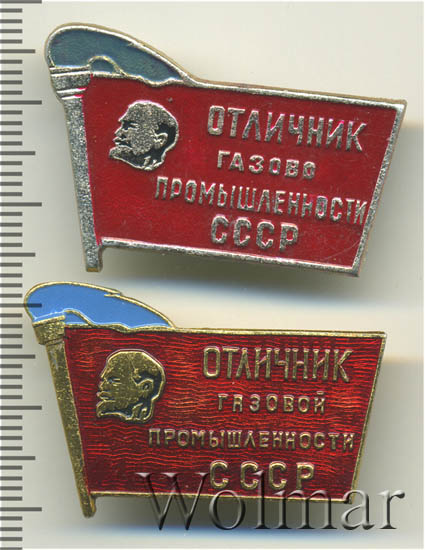 ОТЛИЧНИК
ГАЗОВО
ПРОМЫШЛЕННОСТИ
СССР
ОТЛИЧНИК
ГАЗОВОЙ
ПРОМЫШЛЕННОСТИ
СССР
Wolmar